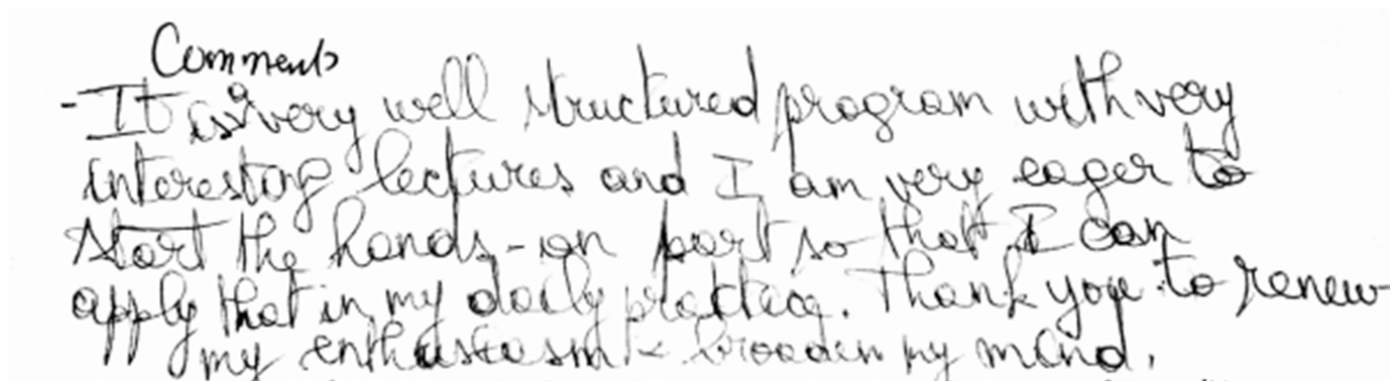 Comments
- It is a very well structured program with very
interesting lectures and I am very eager to
start the hands-on part so that I can
apply that in my daily practice. Thank you to renew
my enthusiasm & broaden my mind.